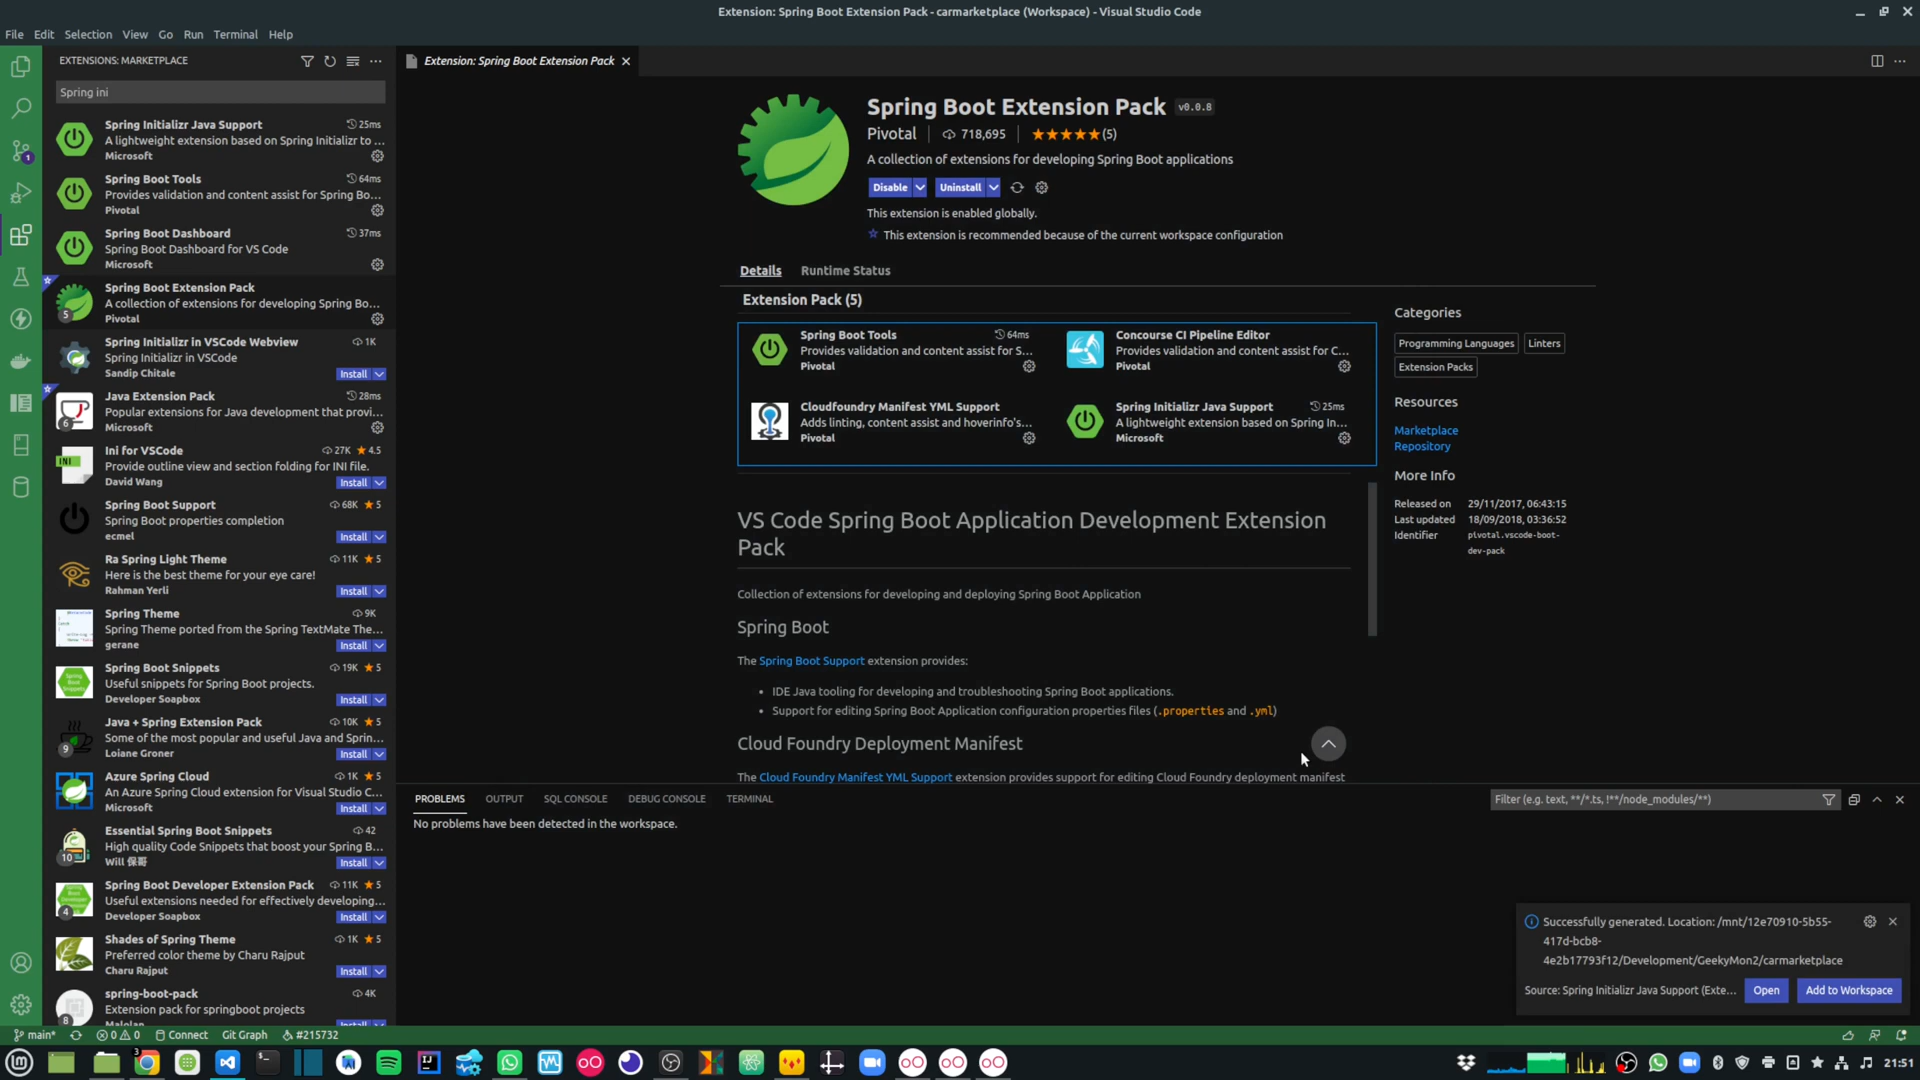 Extension: Spring Boot Extension Pack - carmarketplace (Workspace) - Visual Studio Code
File Edit Selection View Go Run Terminal Help
EXTENSIONS: MARKETPLACE
Spring ini
Spring Initializr Java Support 25ms
A lightweight extension based on Spring Initializr to ...
Microsoft
Spring Boot Tools 64ms
Provides validation and content assist for Spring Bo...
Pivotal
Spring Boot Dashboard 37ms
Spring Boot Dashboard for VS Code
Microsoft
Spring Boot Extension Pack
A collection of extensions for developing Spring Bo...
5
Pivotal
Spring Initializr in VSCode Webview 1K
Spring Initializr in VSCode
Sandip Chitale Install
Java Extension Pack 28ms
Popular extensions for Java development that provi...
6
Microsoft
Ini for VSCode 27K 4.5
INI
Provide outline view and section folding for INI file.
David Wang Install
Spring Boot Support 68K 5
Spring Boot properties completion
ecmel Install
Ra Spring Light Theme 11K 5
Here is the best theme for your eye care!
Rahman Yerli Install
Spring Theme 9K
Spring Theme ported from the Spring TextMate The...
gerane Install
Spring Boot Snippets 19K 5
Useful snippets for Spring Boot projects.
Developer Soapbox Install
Java + Spring Extension Pack 10K 5
Some of the most popular and useful Java and Sprin...
9
Loiane Groner Install
Azure Spring Cloud 1K 5
An Azure Spring Cloud extension for Visual Studio C...
Microsoft Install
Essential Spring Boot Snippets 42
High quality Code Snippets that boost your Spring B...
10
Will 保哥 Install
Spring Boot Developer Extension Pack 11K 5
Useful extensions needed for effectively developing...
4
Developer Soapbox Install
Shades of Spring Theme 1K 5
Preferred color theme by Charu Rajput
Charu Rajput Install
spring-boot-pack 4K
Extension pack for springboot projects
8
Extension: Spring Boot Extension Pack
Spring Boot Extension Pack v0.0.8
Pivotal 718,695 (5)
A collection of extensions for developing Spring Boot applications
Disable Uninstall
This extension is enabled globally.
This extension is recommended because of the current workspace configuration
Details Runtime Status
Extension Pack (5)
Spring Boot Tools 64ms
Provides validation and content assist for S...
Pivotal
Concourse CI Pipeline Editor
Provides validation and content assist for C...
Pivotal
Cloudfoundry Manifest YML Support
Adds linting, content assist and hoverinfo's...
Pivotal
Spring Initializr Java Support 25ms
A lightweight extension based on Spring In...
Microsoft
VS Code Spring Boot Application Development Extension
Pack
Collection of extensions for developing and deploying Spring Boot Application
Spring Boot
The Spring Boot Support extension provides:
• IDE Java tooling for developing and troubleshooting Spring Boot applications.
• Support for editing Spring Boot Application configuration properties files (.properties and .yml)
Cloud Foundry Deployment Manifest
The Cloud Foundry Manifest YML Support extension provides support for editing Cloud Foundry deployment manifest
Categories
Programming Languages Linters
Extension Packs
Resources
Marketplace
Repository
More Info
Released on 29/11/2017, 06:43:15
Last updated 18/09/2018, 03:36:52
Identifier pivotal.vscode-boot-
dev-pack
PROBLEMS OUTPUT SQL CONSOLE DEBUG CONSOLE TERMINAL
Filter (e.g. text, **/*.ts, !**/node_modules/**)
No problems have been detected in the workspace.
Successfully generated. Location: /mnt/12e70910-5b55-
417d-bcb8-
4e2b17793f12/Development/GeekyMon2/carmarketplace
Source: Spring Initializr Java Support (Exte... Open Add to Workspace
main* 0 0 Connect Git Graph #215732
3
21:51